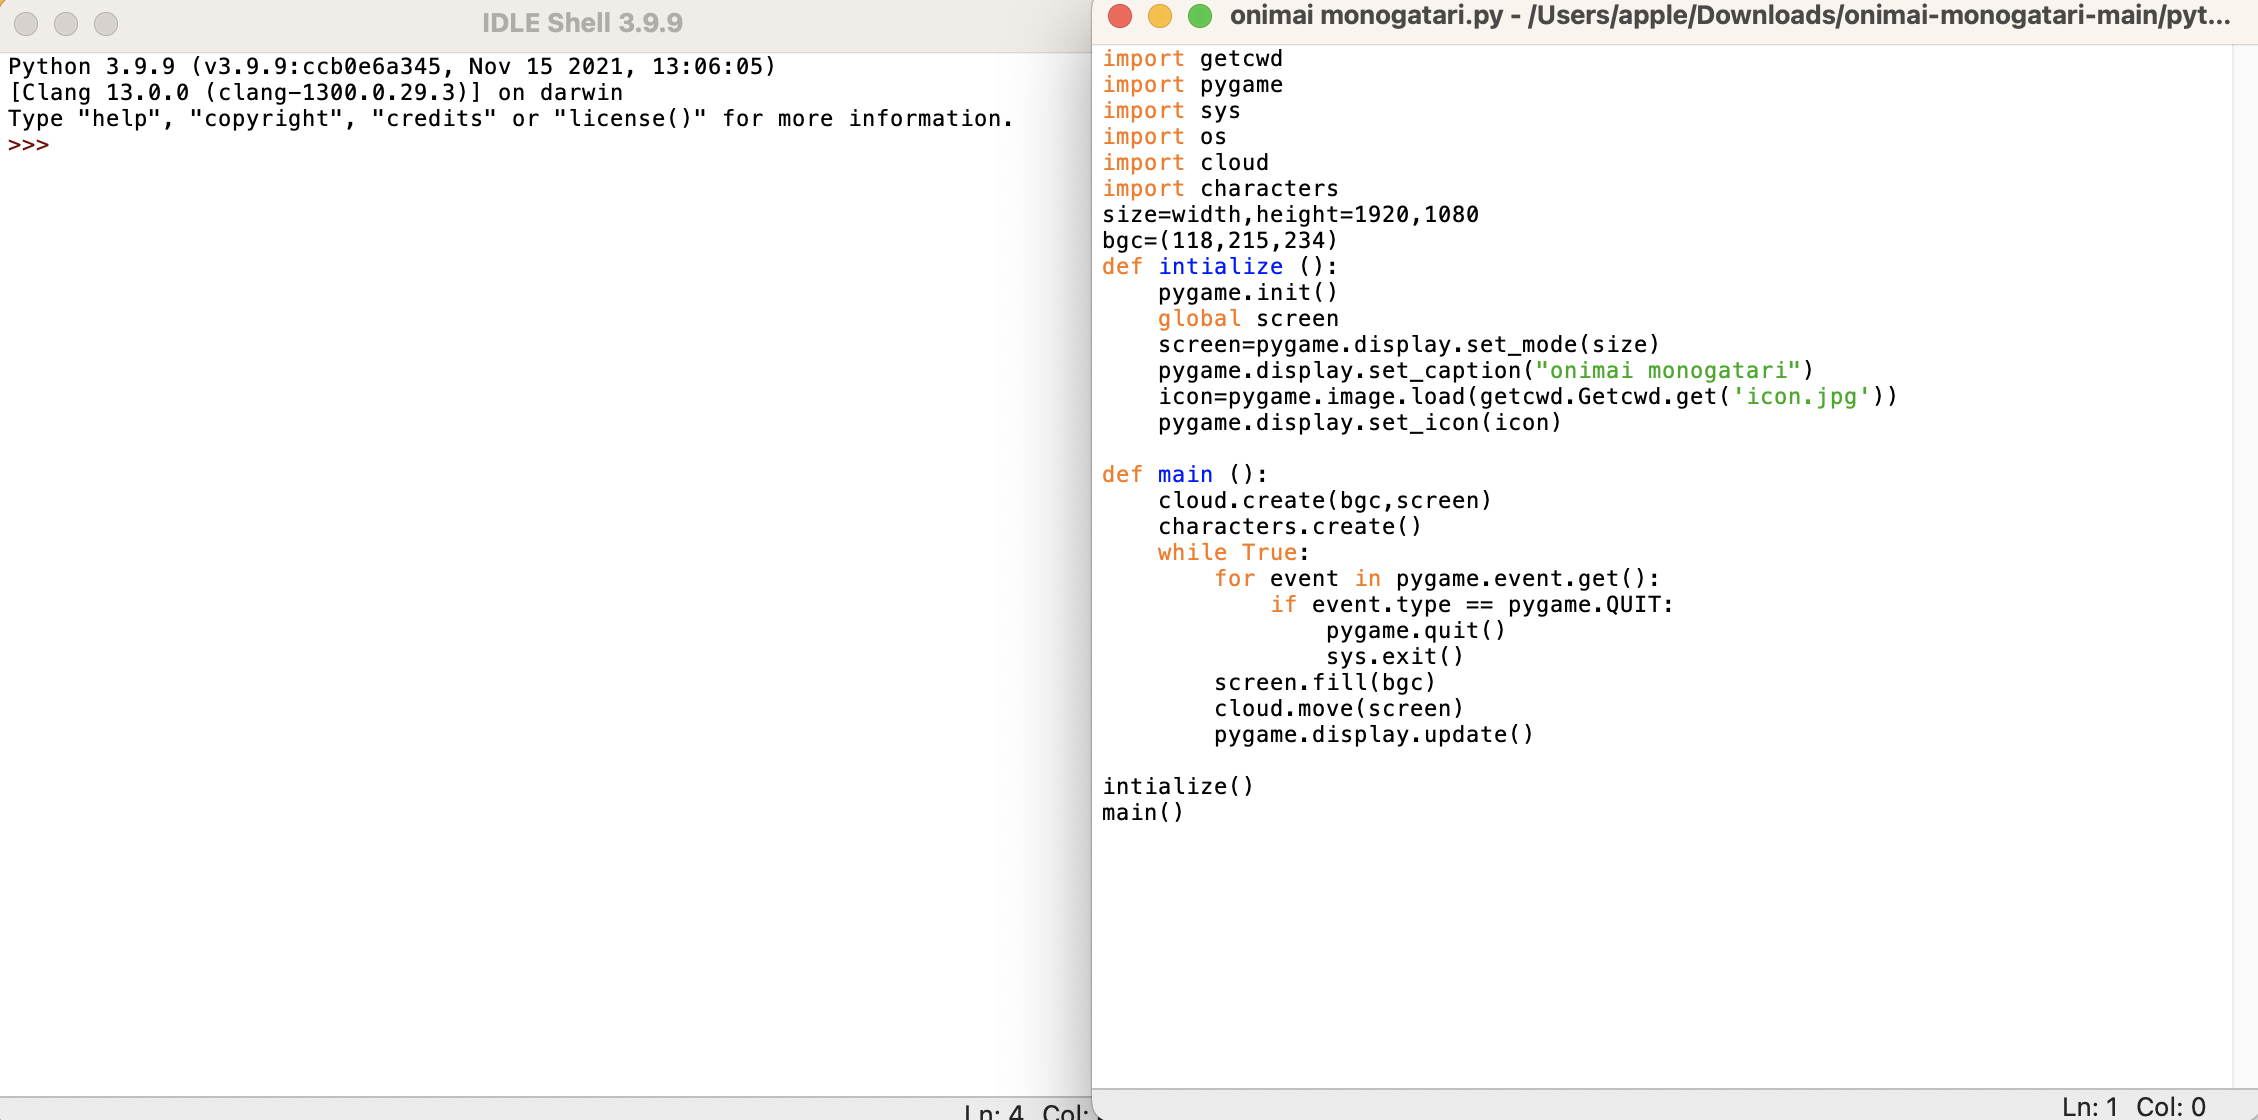 IDLE Shell 3.9.9
Python 3.9.9 (v3.9.9:ccb0e6a345, Nov 15 2021, 13:06:05)
[Clang 13.0.0 (clang-1300.0.29.3)] on darwin
Type "help", "copyright", "credits" or "license()" for more information.
>>>
Ln: 4 Col:
onimai monogatari.py - /Users/apple/Downloads/onimai-monogatari-main/pyt...
import getcwd
import pygame
import sys
import os
import cloud
import characters
size=width,height=1920,1080
bgc=(118,215,234)
def intialize ():
    pygame.init()
    global screen
    screen=pygame.display.set_mode(size)
    pygame.display.set_caption("onimai monogatari")
    icon=pygame.image.load(getcwd.Getcwd.get('icon.jpg'))
    pygame.display.set_icon(icon)

def main ():
    cloud.create(bgc,screen)
    characters.create()
    while True:
        for event in pygame.event.get():
            if event.type == pygame.QUIT:
                pygame.quit()
                sys.exit()
        screen.fill(bgc)
        cloud.move(screen)
        pygame.display.update()

intialize()
main()
Ln: 1 Col: 0